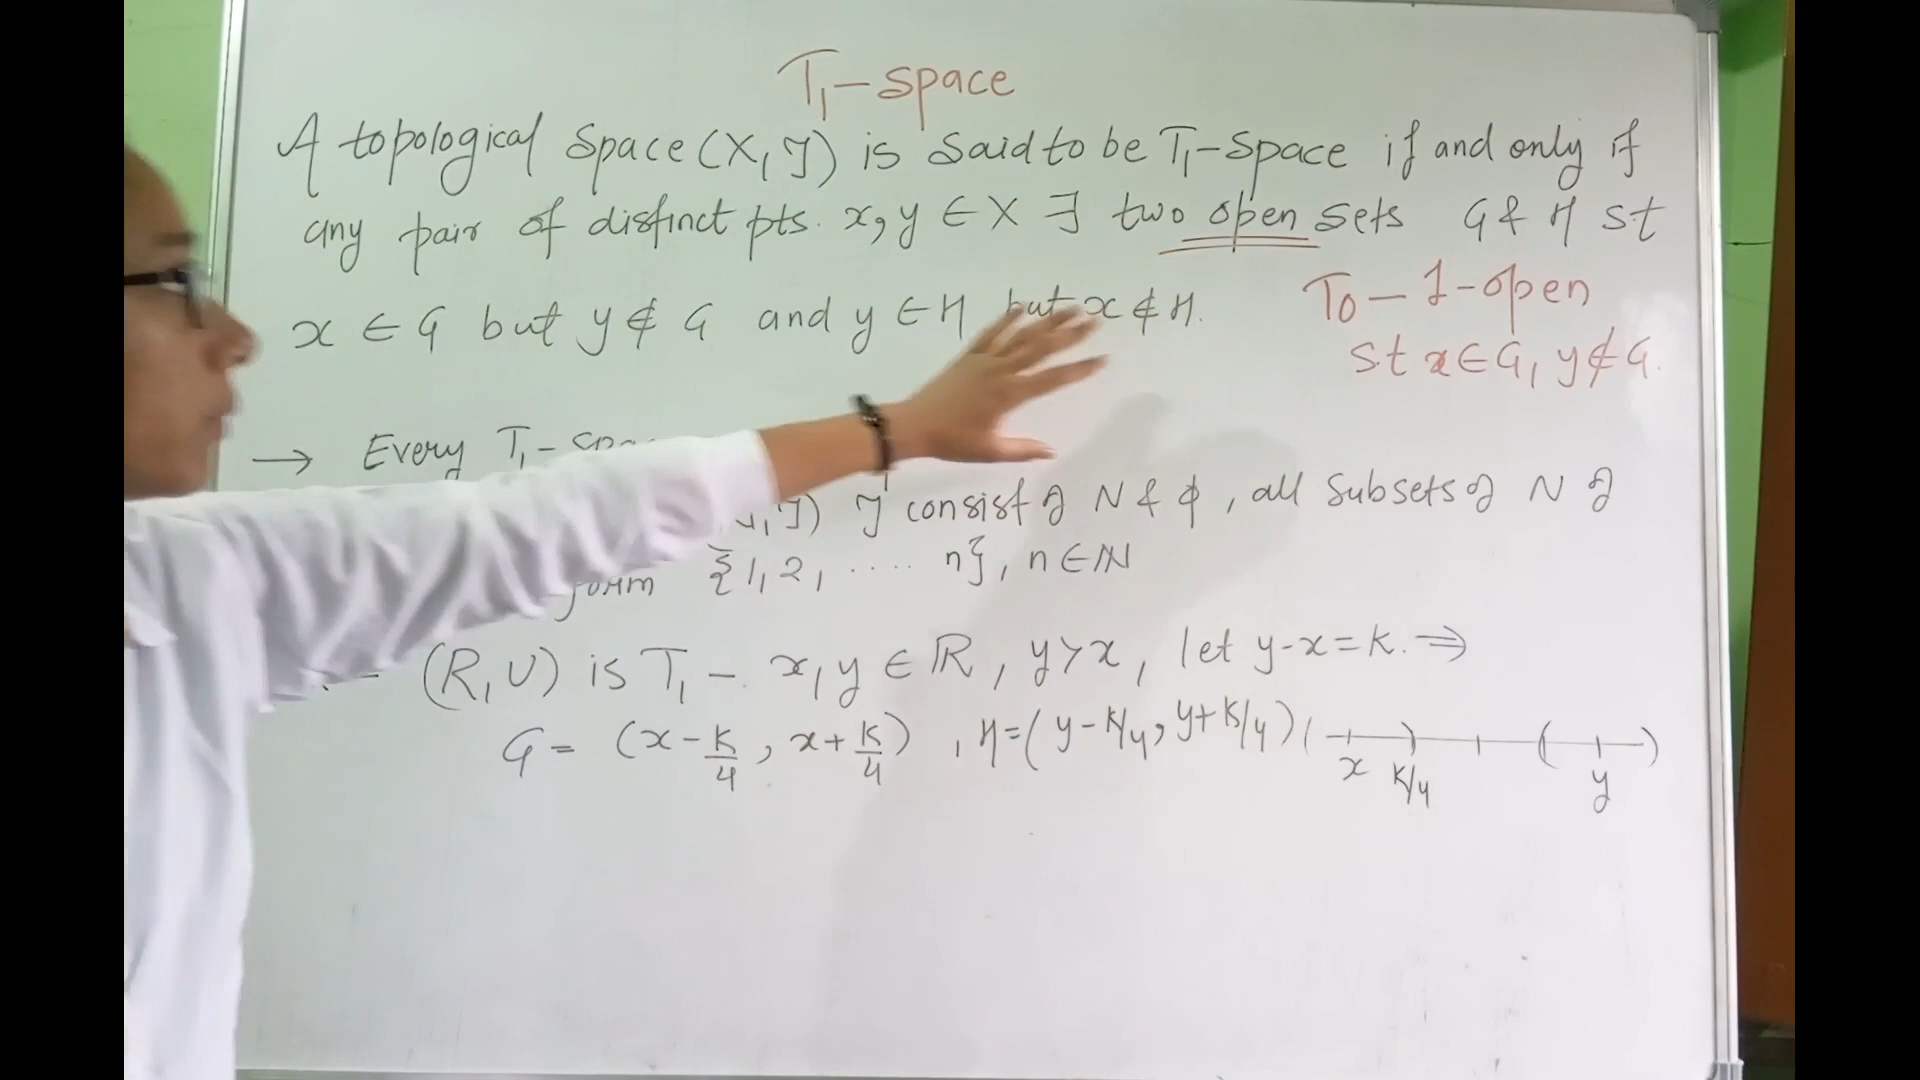 T₁-space
A topological space (X, J) is said to be T₁-space if and only if
any pair of distinct pts. x, y ∈ X ∃ two open sets G & H st
x ∈ G but y ∉ G and y ∈ H but x ∉ H.
T₀ - 1-open
st x ∈ G, y ∉ G.
→ Every T₁-
J) J consist of N & φ, all subsets of N of
form {1, 2, .... n}, n ∈ N
(R, U) is T₁ - x, y ∈ R, y > x, let y - x = k. ⇒
G = (x - k/4, x + k/4), H = (y - k/4, y + k/4)
x k/4 y